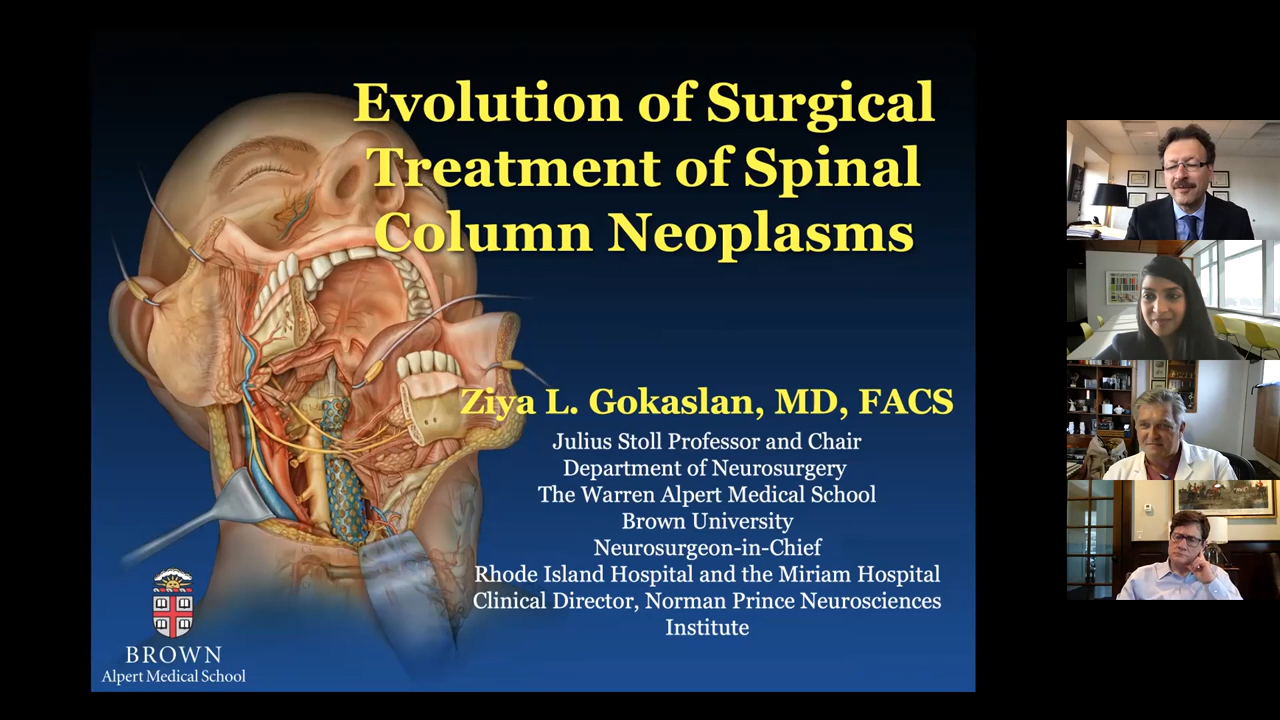 Evolution of Surgical
Treatment of Spinal
Column Neoplasms
Ziya L. Gokaslan, MD, FACS
Julius Stoll Professor and Chair
Department of Neurosurgery
The Warren Alpert Medical School
Brown University
Neurosurgeon-in-Chief
Rhode Island Hospital and the Miriam Hospital
Clinical Director, Norman Prince Neurosciences
Institute
BROWN
Alpert Medical School